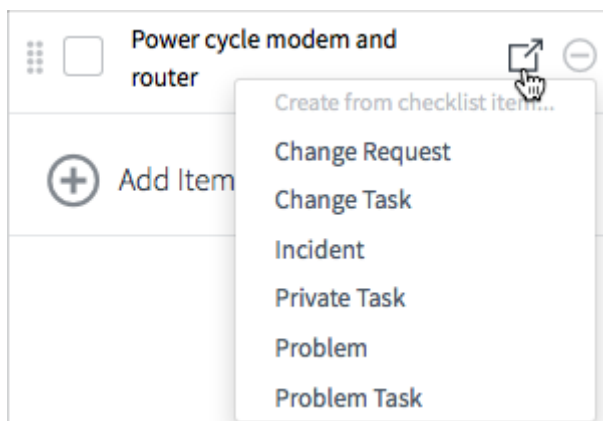 Power cycle modem and
router
Create from checklist item...
Change Request
Add Item
Change Task
Incident
Private Task
Problem
Problem Task